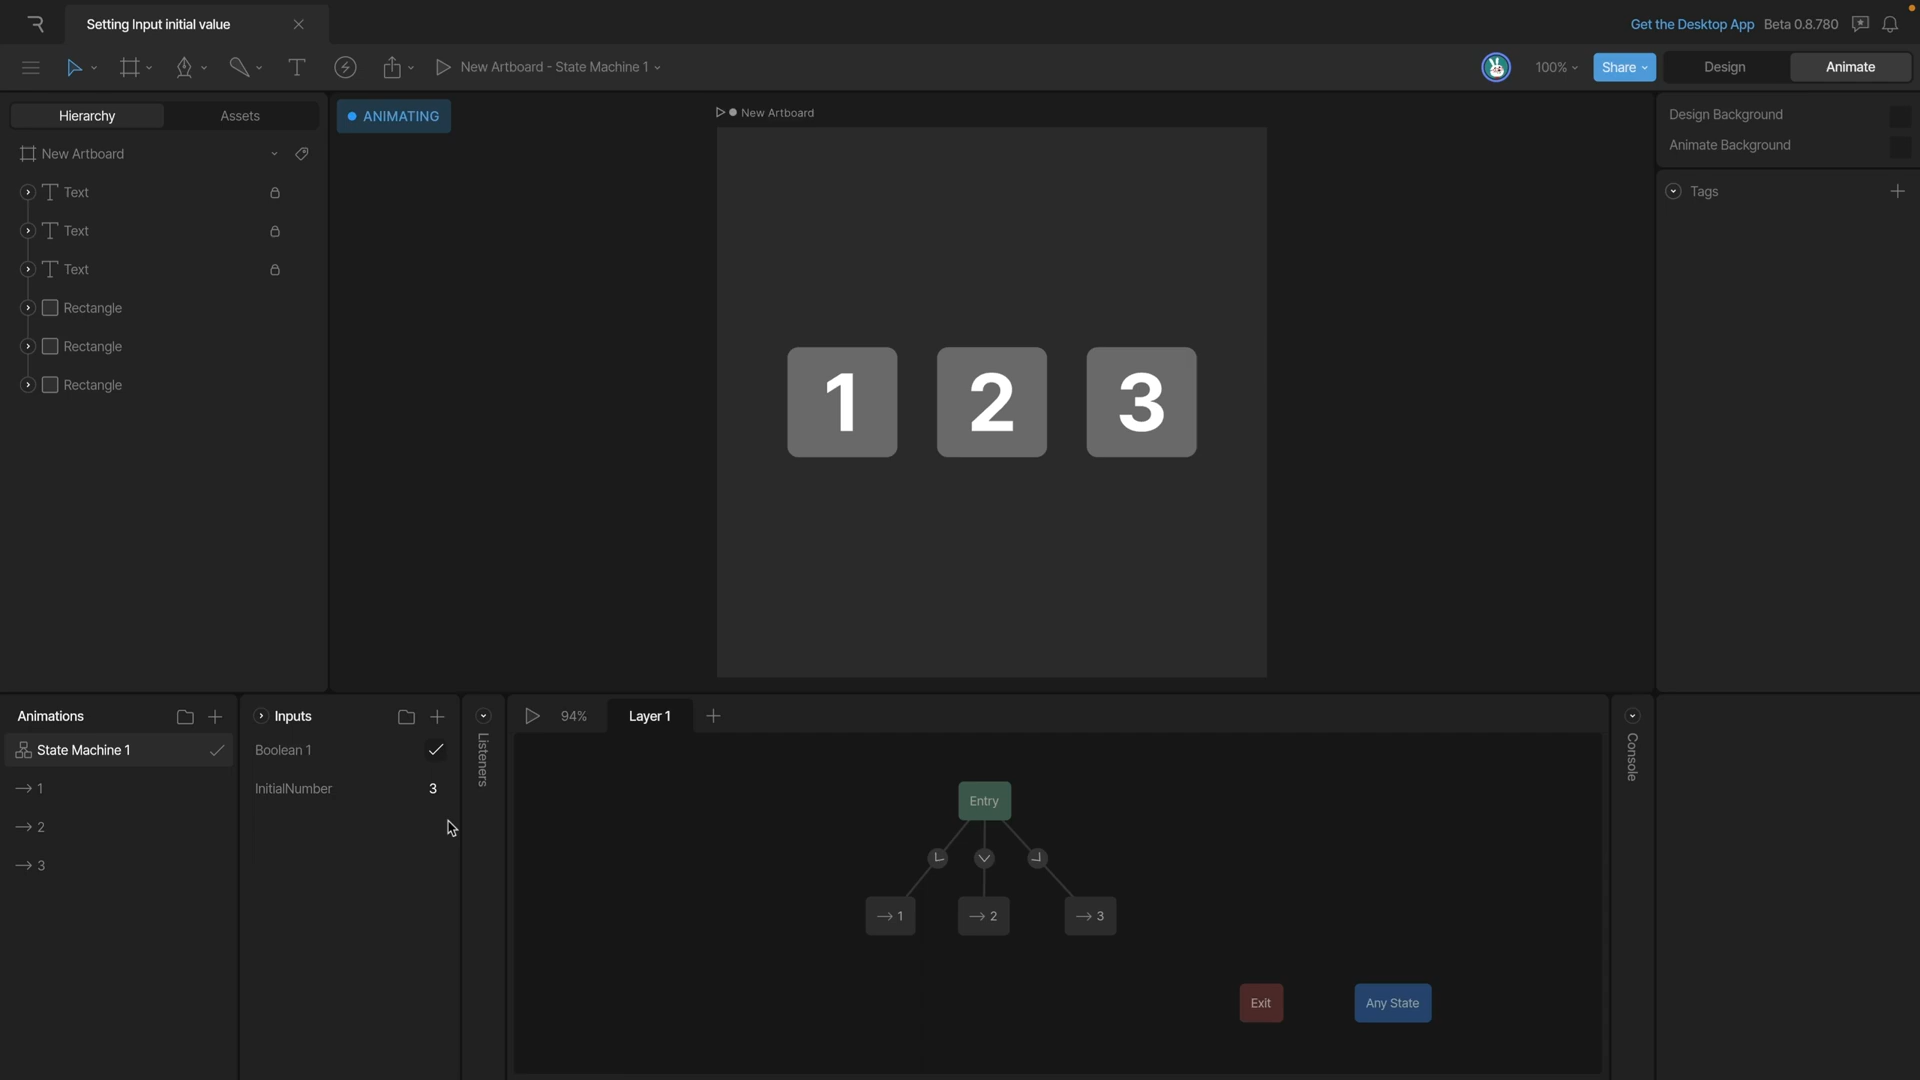 Setting Input initial value
Get the Desktop App Beta 0.8.780
New Artboard - State Machine 1
100%
Share
Design
Animate
Hierarchy
Assets
ANIMATING
New Artboard
Design Background
Animate Background
New Artboard
Text
Tags
Text
Text
Rectangle
Rectangle
Rectangle
1
2
3
Animations
Inputs
94%
Layer 1
State Machine 1
Boolean 1
Listeners
Console
1
InitialNumber
3
2
3
Entry
1
2
3
Exit
Any State